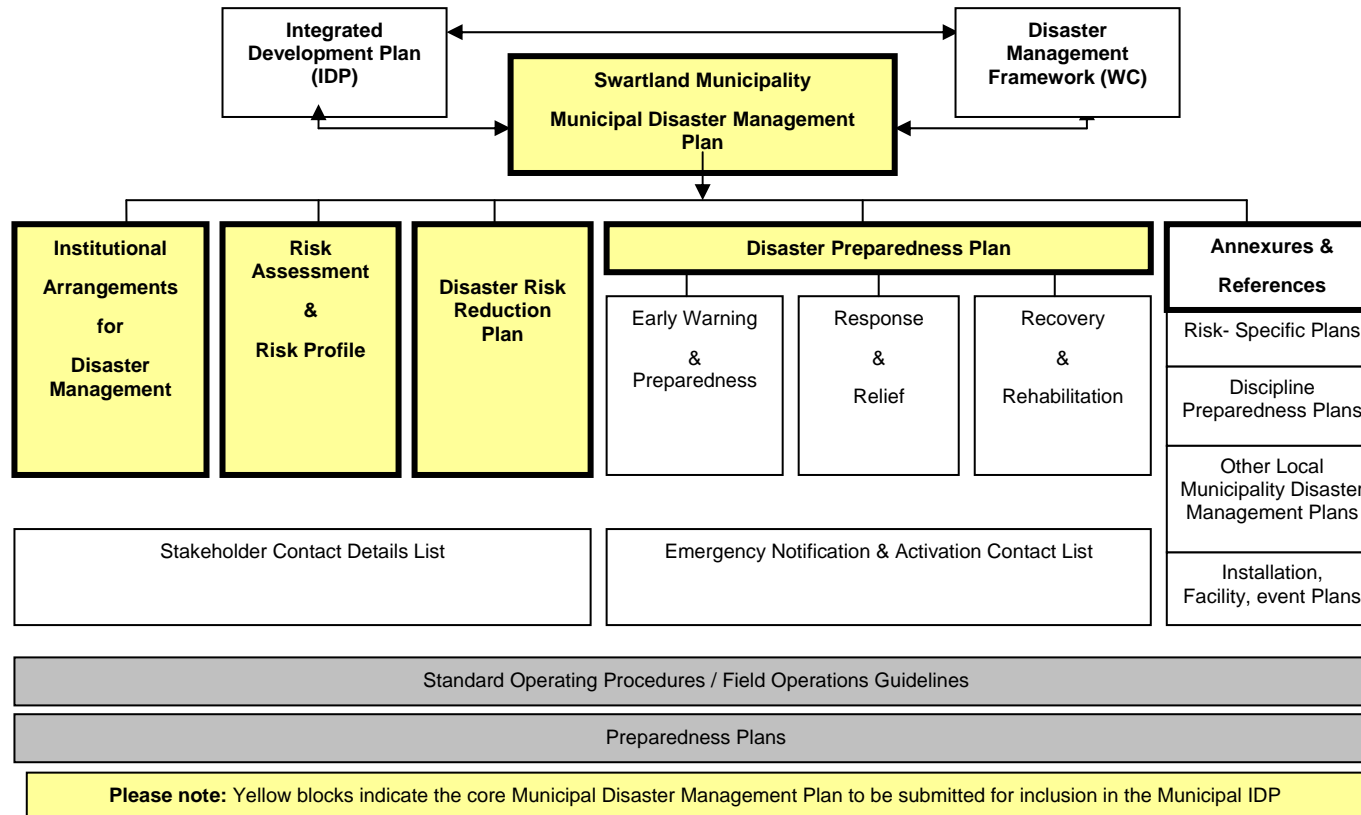 Integrated
Development Plan
(IDP)
Disaster
Management
Framework (WC)
Swartland Municipality
Municipal Disaster Management
Plan
Institutional
Arrangements
for
Disaster
Management
Risk
Assessment
&
Risk Profile
Disaster Risk
Reduction
Plan
Disaster Preparedness Plan
Early Warning
&
Preparedness
Response
&
Relief
Recovery
&
Rehabilitation
Annexures &
References
Risk- Specific Plans
Discipline
Preparedness Plans
Other Local
Municipality Disaster
Management Plans
Installation,
Facility, event Plans
Stakeholder Contact Details List
Emergency Notification & Activation Contact List
Standard Operating Procedures / Field Operations Guidelines
Preparedness Plans
Please note: Yellow blocks indicate the core Municipal Disaster Management Plan to be submitted for inclusion in the Municipal IDP